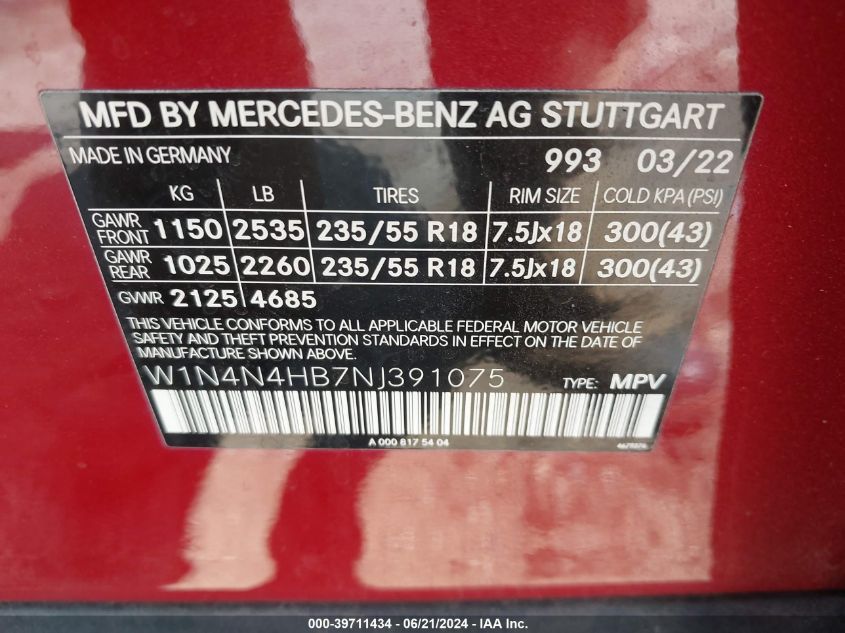 MFD BY MERCEDES-BENZ AG STUTTGART
MADE IN GERMANY 993 03/22
KG LB TIRES RIM SIZE COLD KPA (PSI)
GAWR FRONT 1150 2535 235/55 R18 7.5Jx18 300(43)
GAWR REAR 1025 2260 235/55 R18 7.5Jx18 300(43)
GVWR 2125 4685
THIS VEHICLE CONFORMS TO ALL APPLICABLE FEDERAL MOTOR VEHICLE
SAFETY AND THEFT PREVENTION STANDARDS IN EFFECT ON THE
DATE OF MANUFACTURE SHOWN ABOVE.
W1N4N4HB7NJ391075 TYPE: MPV
A 000 817 54 04
000-39711434 - 06/21/2024 - IAA Inc.